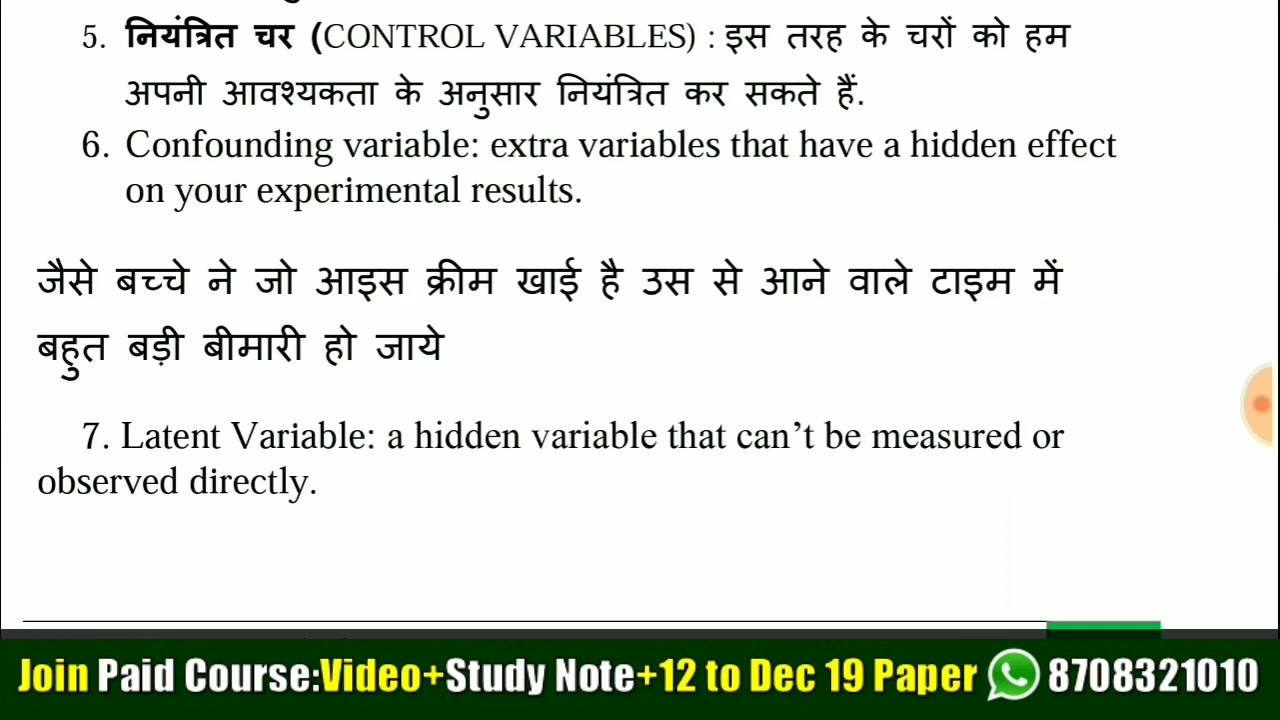 5. नियंत्रित चर (CONTROL VARIABLES) : इस तरह के चरों को हम
अपनी आवश्यकता के अनुसार नियंत्रित कर सकते हैं.
6. Confounding variable: extra variables that have a hidden effect
on your experimental results.
जैसे बच्चे ने जो आइस क्रीम खाई है उस से आने वाले टाइम में
बहुत बड़ी बीमारी हो जाये
7. Latent Variable: a hidden variable that can’t be measured or
observed directly.
Join Paid Course:Video+Study Note+12 to Dec 19 Paper 8708321010